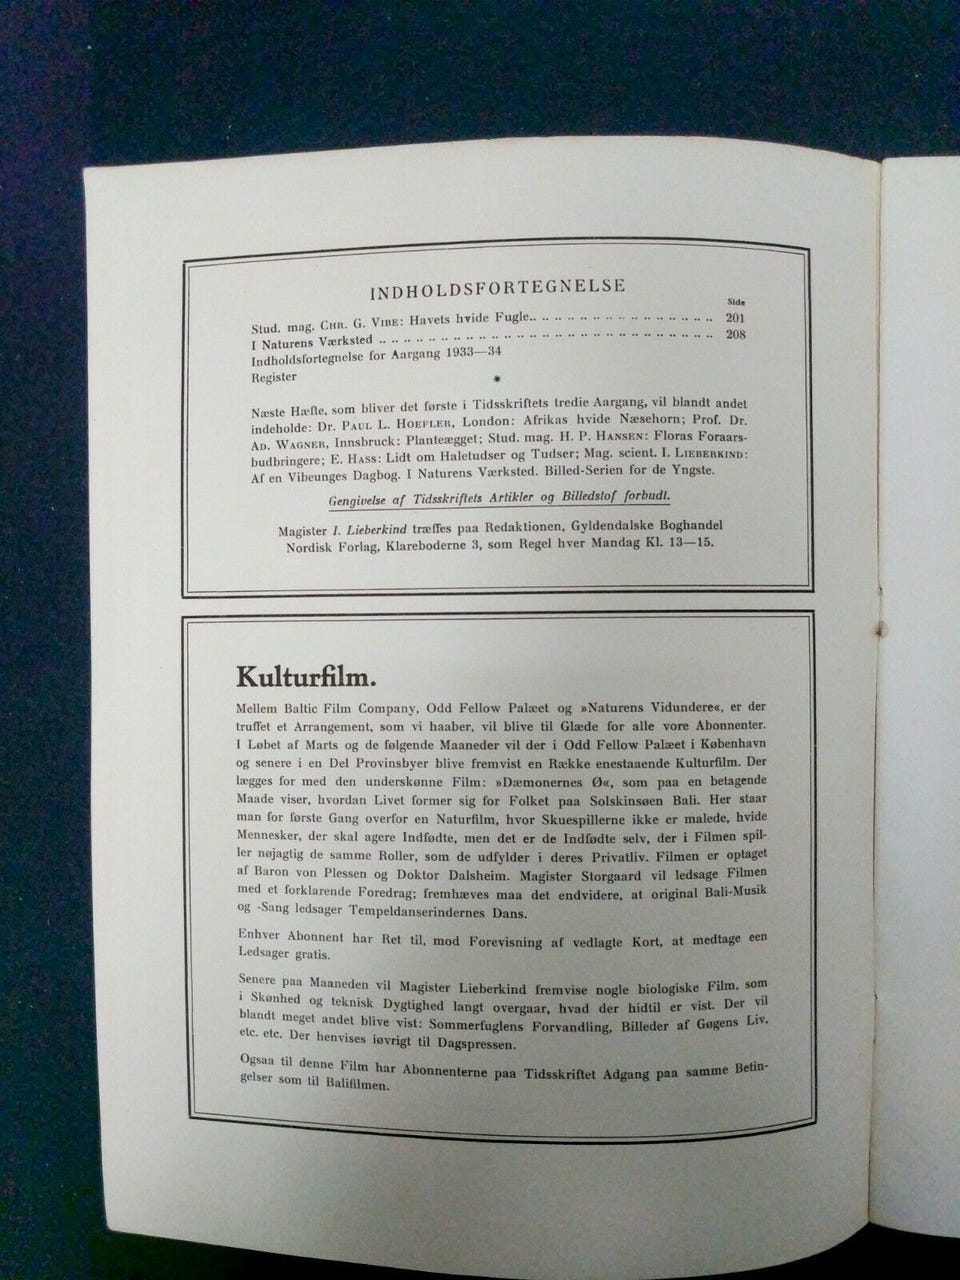 INDHOLDSFORTEGNELSE
Side
Stud. mag. CHR. G. VIBE: Havets hvide Fugle.. .. .. .. .. .. .. .. .. .. .. .. .. 201
I Naturens Værksted .. .. .. .. .. .. .. .. .. .. .. .. .. .. .. .. .. .. .. .. .. .. .. 208
Indholdsfortegnelse for Aargang 1933—34
Register
*
Næste Hæfte, som bliver det første i Tidsskriftets tredie Aargang, vil blandt andet
indeholde: Dr. PAUL L. HOEFLER, London: Afrikas hvide Næsehorn; Prof. Dr.
AD. WAGNER, Innsbruck: Planteægget; Stud. mag. H. P. HANSEN: Floras Foraars-
budbringere; E. HASS: Lidt om Haletudser og Tudser; Mag. scient. I. LIEBERKIND:
Af en Vibeunges Dagbog. I Naturens Værksted. Billed-Serien for de Yngste.
Gengivelse af Tidsskriftets Artikler og Billedstof forbudt.
Magister I. Lieberkind træffes paa Redaktionen, Gyldendalske Boghandel
Nordisk Forlag, Klareboderne 3, som Regel hver Mandag Kl. 13—15.
Kulturfilm.
Mellem Baltic Film Company, Odd Fellow Palæet og »Naturens Vidundere«, er der
truffet et Arrangement, som vi haaber, vil blive til Glæde for alle vore Abonnenter.
I Løbet af Marts og de følgende Maaneder vil der i Odd Fellow Palæet i København
og senere i en Del Provinsbyer blive fremvist en Række enestaaende Kulturfilm. Der
lægges for med den underskønne Film: »Dæmonernes Ø«, som paa en betagende
Maade viser, hvordan Livet former sig for Folket paa Solskinsøen Bali. Her staar
man for første Gang overfor en Naturfilm, hvor Skuespillerne ikke er malede, hvide
Mennesker, der skal agere Indfødte, men det er de Indfødte selv, der i Filmen spil-
ler nøjagtig de samme Roller, som de udfylder i deres Privatliv. Filmen er optaget
af Baron von Plessen og Doktor Dalsheim. Magister Storgaard vil ledsage Filmen
med et forklarende Foredrag; fremhæves maa det endvidere, at original Bali-Musik
og -Sang ledsager Tempeldanserindernes Dans.
Enhver Abonnent har Ret til, mod Forevisning af vedlagte Kort, at medtage een
Ledsager gratis.
Senere paa Maaneden vil Magister Lieberkind fremvise nogle biologiske Film, som
i Skønhed og teknisk Dygtighed langt overgaar, hvad der hidtil er vist. Der vil
blandt meget andet blive vist: Sommerfuglens Forvandling, Billeder af Gøgens Liv,
etc. etc. Der henvises iøvrigt til Dagspressen.
Ogsaa til denne Film har Abonnenterne paa Tidsskriftet Adgang paa samme Betin-
gelser som til Balifilmen.